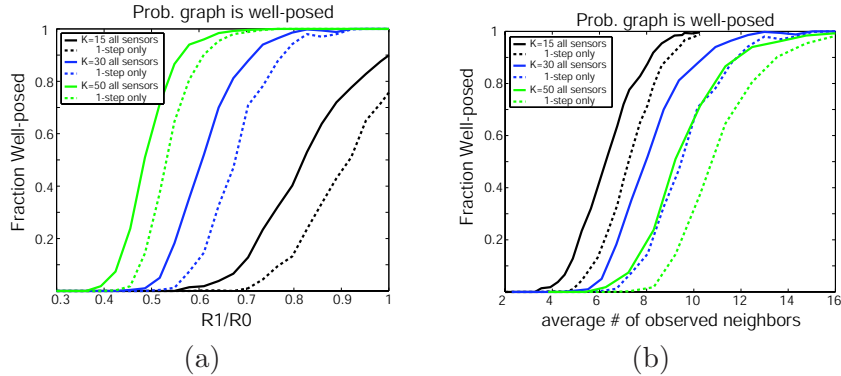 Prob. graph is well-posed
K=15 all sensors
1-step only
K=30 all sensors
1-step only
K=50 all sensors
1-step only
Fraction Well-posed
1
0.8
0.6
0.4
0.2
0.3 0.4 0.5 0.6 0.7 0.8 0.9 1
R1/R0
(a)
Prob. graph is well-posed
K=15 all sensors
1-step only
K=30 all sensors
1-step only
K=50 all sensors
1-step only
Fraction Well-posed
1
0.8
0.6
0.4
0.2
2 4 6 8 10 12 14 16
average # of observed neighbors
(b)